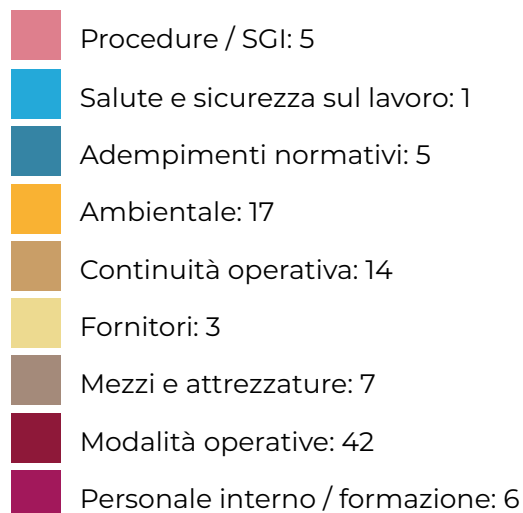 Procedure / SGI: 5
Salute e sicurezza sul lavoro: 1
Adempimenti normativi: 5
Ambientale: 17
Continuità operativa: 14
Fornitori: 3
Mezzi e attrezzature: 7
Modalità operative: 42
Personale interno / formazione: 6